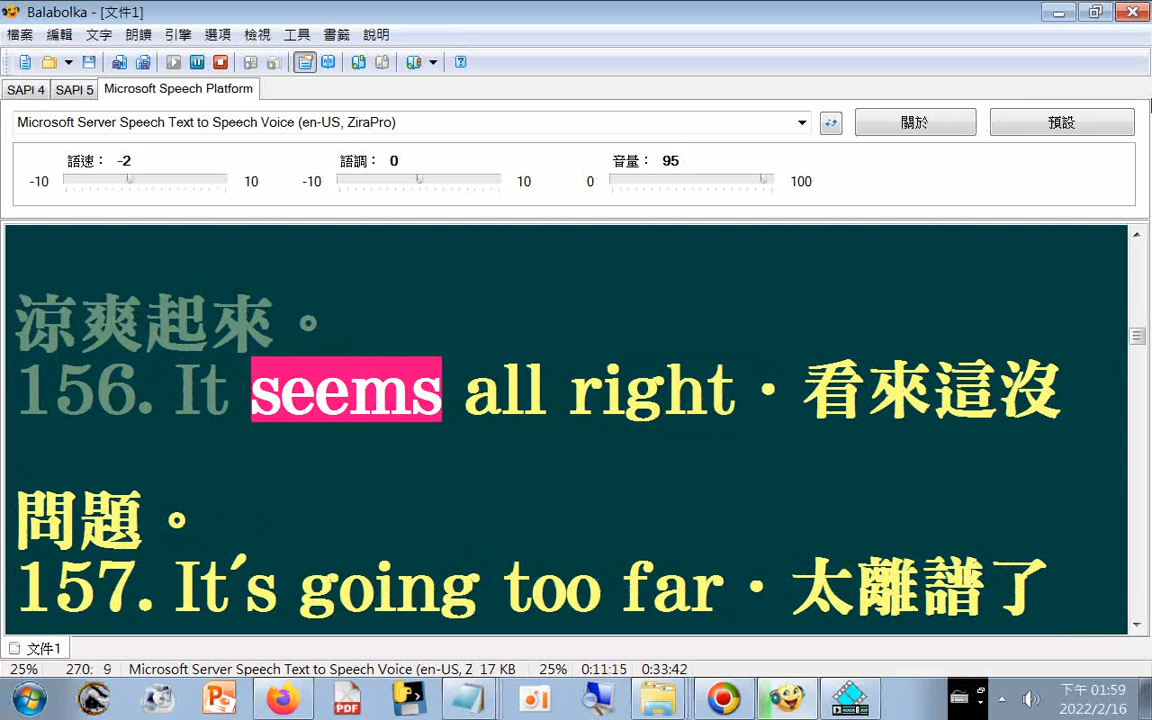 Balabolka - [文件1]
檔案 編輯 文字 朗讀 引擎 選項 檢視 工具 書籤 說明
SAPI 4 SAPI 5 Microsoft Speech Platform
Microsoft Server Speech Text to Speech Voice (en-US, ZiraPro) 關於 預設
語速： -2 語調： 0 音量： 95
-10 10 -10 10 0 100
涼爽起來。
156. It seems all right．看來這沒
問題。
157. It's going too far．太離譜了
文件1
25% 270: 9 Microsoft Server Speech Text to Speech Voice (en-US, Z 17 KB 25% 0:11:15 0:33:42
下午 01:59
2022/2/16